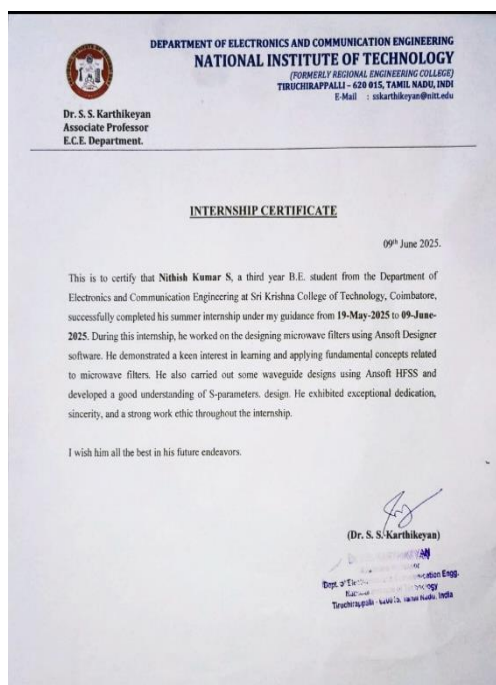 DEPARTMENT OF ELECTRONICS AND COMMUNICATION ENGINEERING
NATIONAL INSTITUTE OF TECHNOLOGY
(FORMERLY REGIONAL ENGINEERING COLLEGE)
TIRUCHIRAPPALLI – 620 015, TAMIL NADU, INDI
E-Mail : sskarthikeyan@nitt.edu
Dr. S. S. Karthikeyan
Associate Professor
E.C.E. Department.
INTERNSHIP CERTIFICATE
09th June 2025.
This is to certify that Nithish Kumar S, a third year B.E. student from the Department of
Electronics and Communication Engineering at Sri Krishna College of Technology, Coimbatore,
successfully completed his summer internship under my guidance from 19-May-2025 to 09-June-
2025. During this internship, he worked on the designing microwave filters using Ansoft Designer
software. He demonstrated a keen interest in learning and applying fundamental concepts related
to microwave filters. He also carried out some waveguide designs using Ansoft HFSS and
developed a good understanding of S-parameters. design. He exhibited exceptional dedication,
sincerity, and a strong work ethic throughout the internship.
I wish him all the best in his future endeavors.
(Dr. S. S. Karthikeyan)
Dept. of
Engg.
Tiruchirappalli - Nadu, India